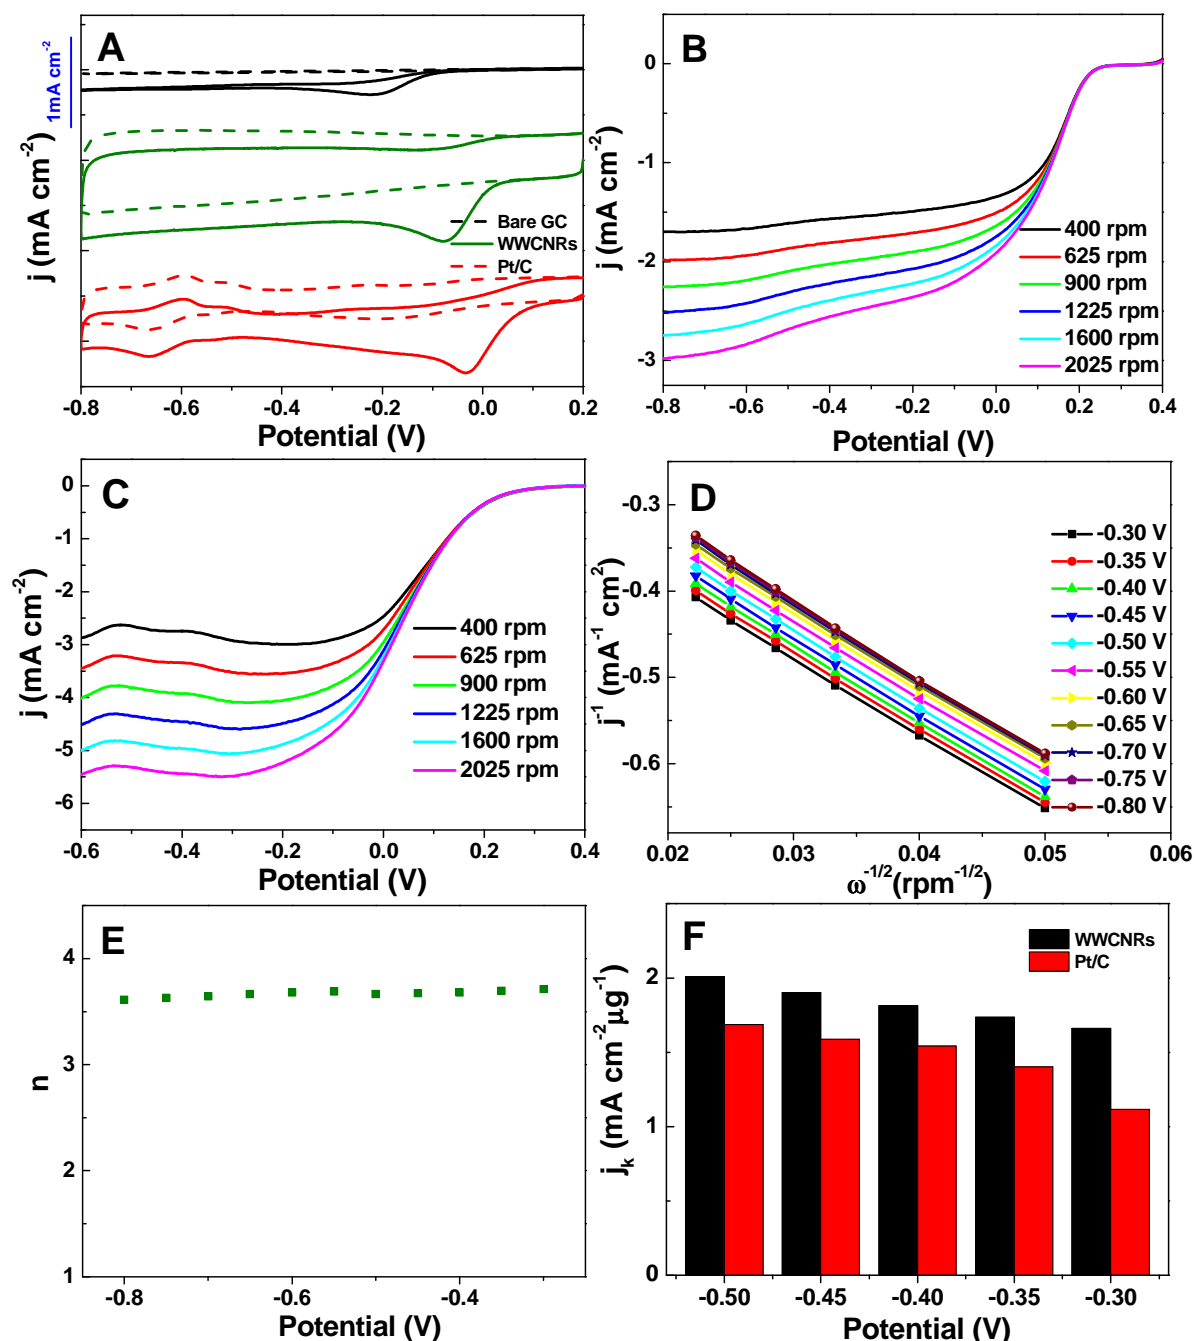 A
1mA cm-2
j (mA cm-2)
Bare GC
WWCNRs
Pt/C
-0.8 -0.6 -0.4 -0.2 0.0 0.2
Potential (V)
B
0
-1
-2
-3
j (mA cm-2)
400 rpm
625 rpm
900 rpm
1225 rpm
1600 rpm
2025 rpm
-0.8 -0.6 -0.4 -0.2 0.0 0.2 0.4
Potential (V)
C
0
-1
-2
-3
-4
-5
-6
j (mA cm-2)
400 rpm
625 rpm
900 rpm
1225 rpm
1600 rpm
2025 rpm
-0.6 -0.4 -0.2 0.0 0.2 0.4
Potential (V)
D
-0.3
-0.4
-0.5
-0.6
j-1 (mA-1 cm2)
-0.30 V
-0.35 V
-0.40 V
-0.45 V
-0.50 V
-0.55 V
-0.60 V
-0.65 V
-0.70 V
-0.75 V
-0.80 V
0.02 0.03 0.04 0.05 0.06
ω-1/2(rpm-1/2)
E
4
3
2
1
n
-0.8 -0.6 -0.4
Potential (V)
F
2
1
0
jk (mA cm-2μg-1)
WWCNRs
Pt/C
-0.50 -0.45 -0.40 -0.35 -0.30
Potential (V)